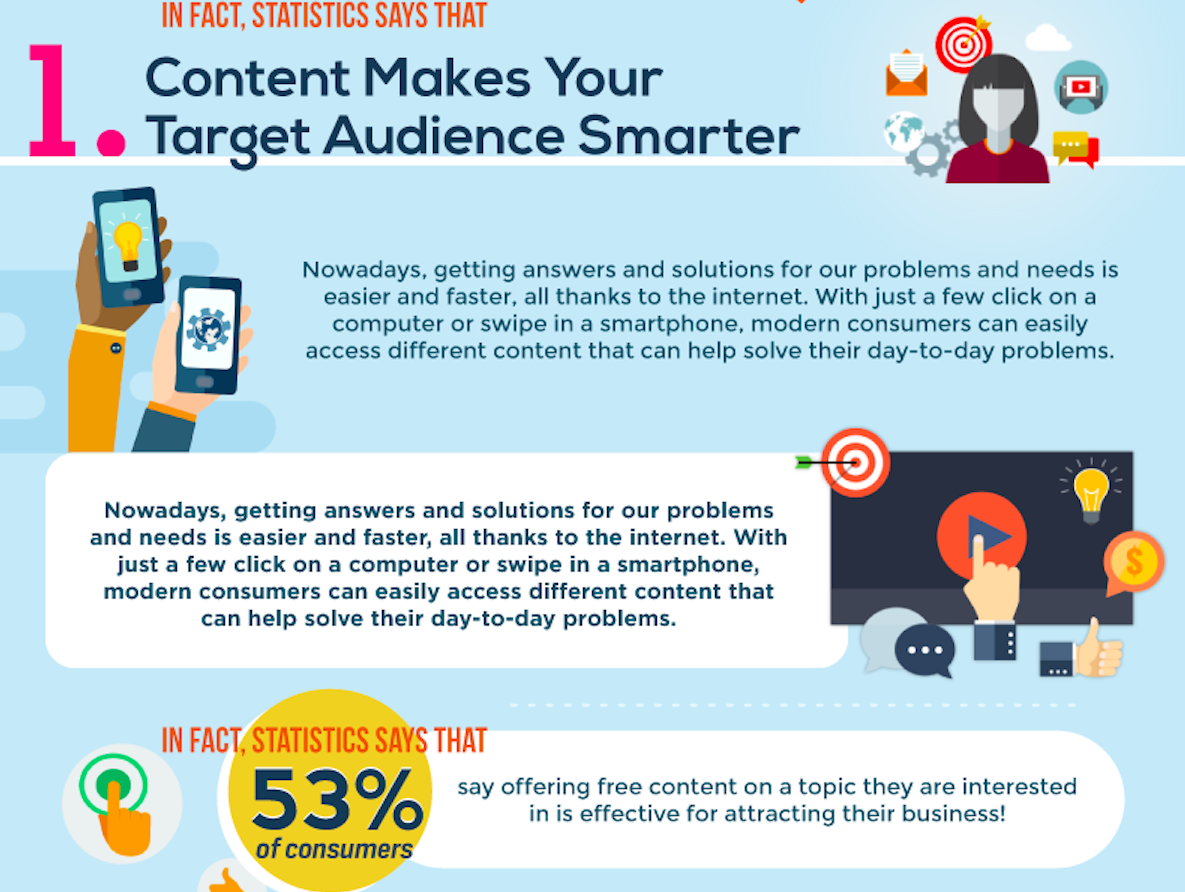 IN FACT, STATISTICS SAYS THAT
1.
Content Makes Your
Target Audience Smarter
Nowadays, getting answers and solutions for our problems and needs is
easier and faster, all thanks to the internet. With just a few click on a
computer or swipe in a smartphone, modern consumers can easily
access different content that can help solve their day-to-day problems.
Nowadays, getting answers and solutions for our problems
and needs is easier and faster, all thanks to the internet. With
just a few click on a computer or swipe in a smartphone,
modern consumers can easily access different content that
can help solve their day-to-day problems.
$
IN FACT, STATISTICS SAYS THAT
53%
of consumers
say offering free content on a topic they are interested
in is effective for attracting their business!